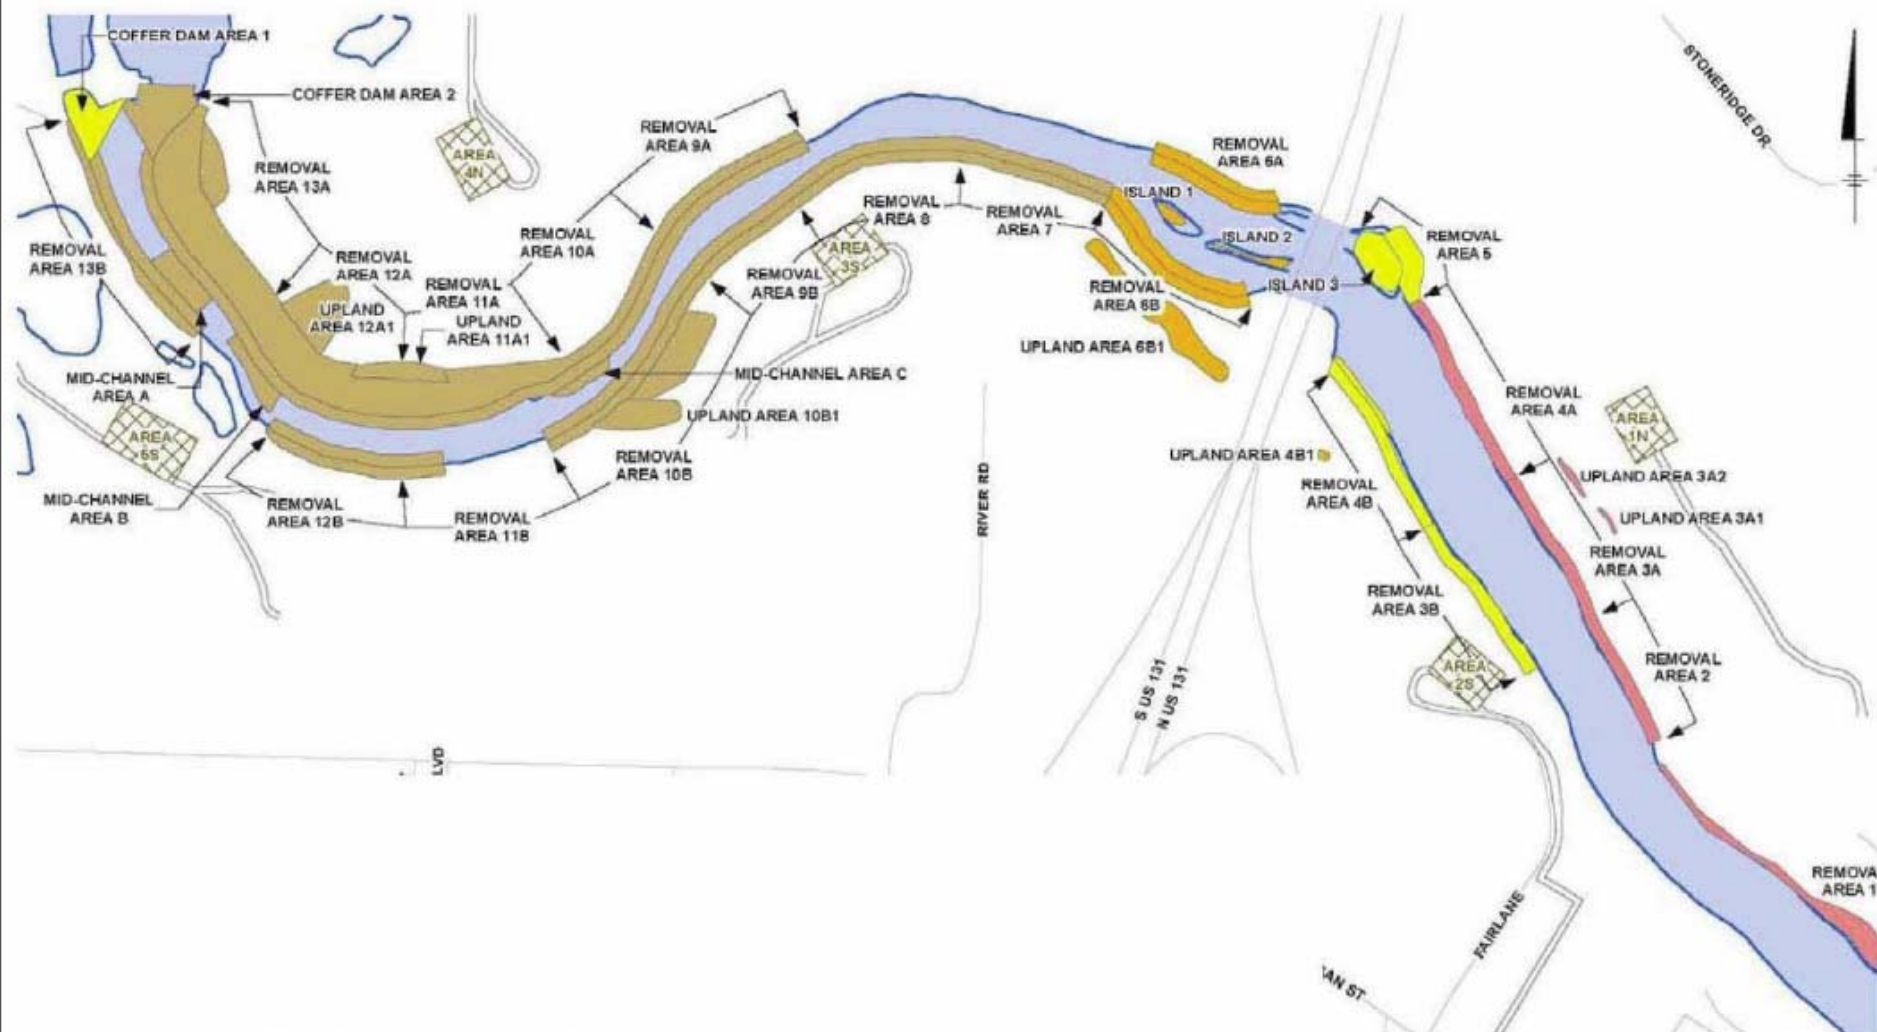 COFFER DAM AREA 1
COFFER DAM AREA 2
REMOVAL
AREA 13A
AREA
4N
REMOVAL
AREA 9A
REMOVAL
AREA 13B
REMOVAL
AREA 12A
REMOVAL
AREA 11A
REMOVAL
AREA 10A
UPLAND
AREA 12A1
UPLAND
AREA 11A1
REMOVAL
AREA 8
AREA
3S
REMOVAL
AREA 9B
REMOVAL
AREA 7
ISLAND 1
ISLAND 2
ISLAND 3
REMOVAL
AREA 6A
REMOVAL
AREA 5
REMOVAL
AREA 6B
UPLAND AREA 6B1
STONERIDGE DR
MID-CHANNEL
AREA A
MID-CHANNEL AREA C
UPLAND AREA 10B1
AREA
MID-CHANNEL
AREA B
REMOVAL
AREA 12B
REMOVAL
AREA 11B
REMOVAL
AREA 10B
RIVER RD
UPLAND AREA 4B1
REMOVAL
AREA 4B
REMOVAL
AREA 4A
AREA
1N
UPLAND AREA 3A2
UPLAND AREA 3A1
REMOVAL
AREA 3A
REMOVAL
AREA 3B
REMOVAL
AREA 2
AREA
2S
S US 131
N US 131
LVD
REMOVA
AREA 1
FAIRLANE
AN ST